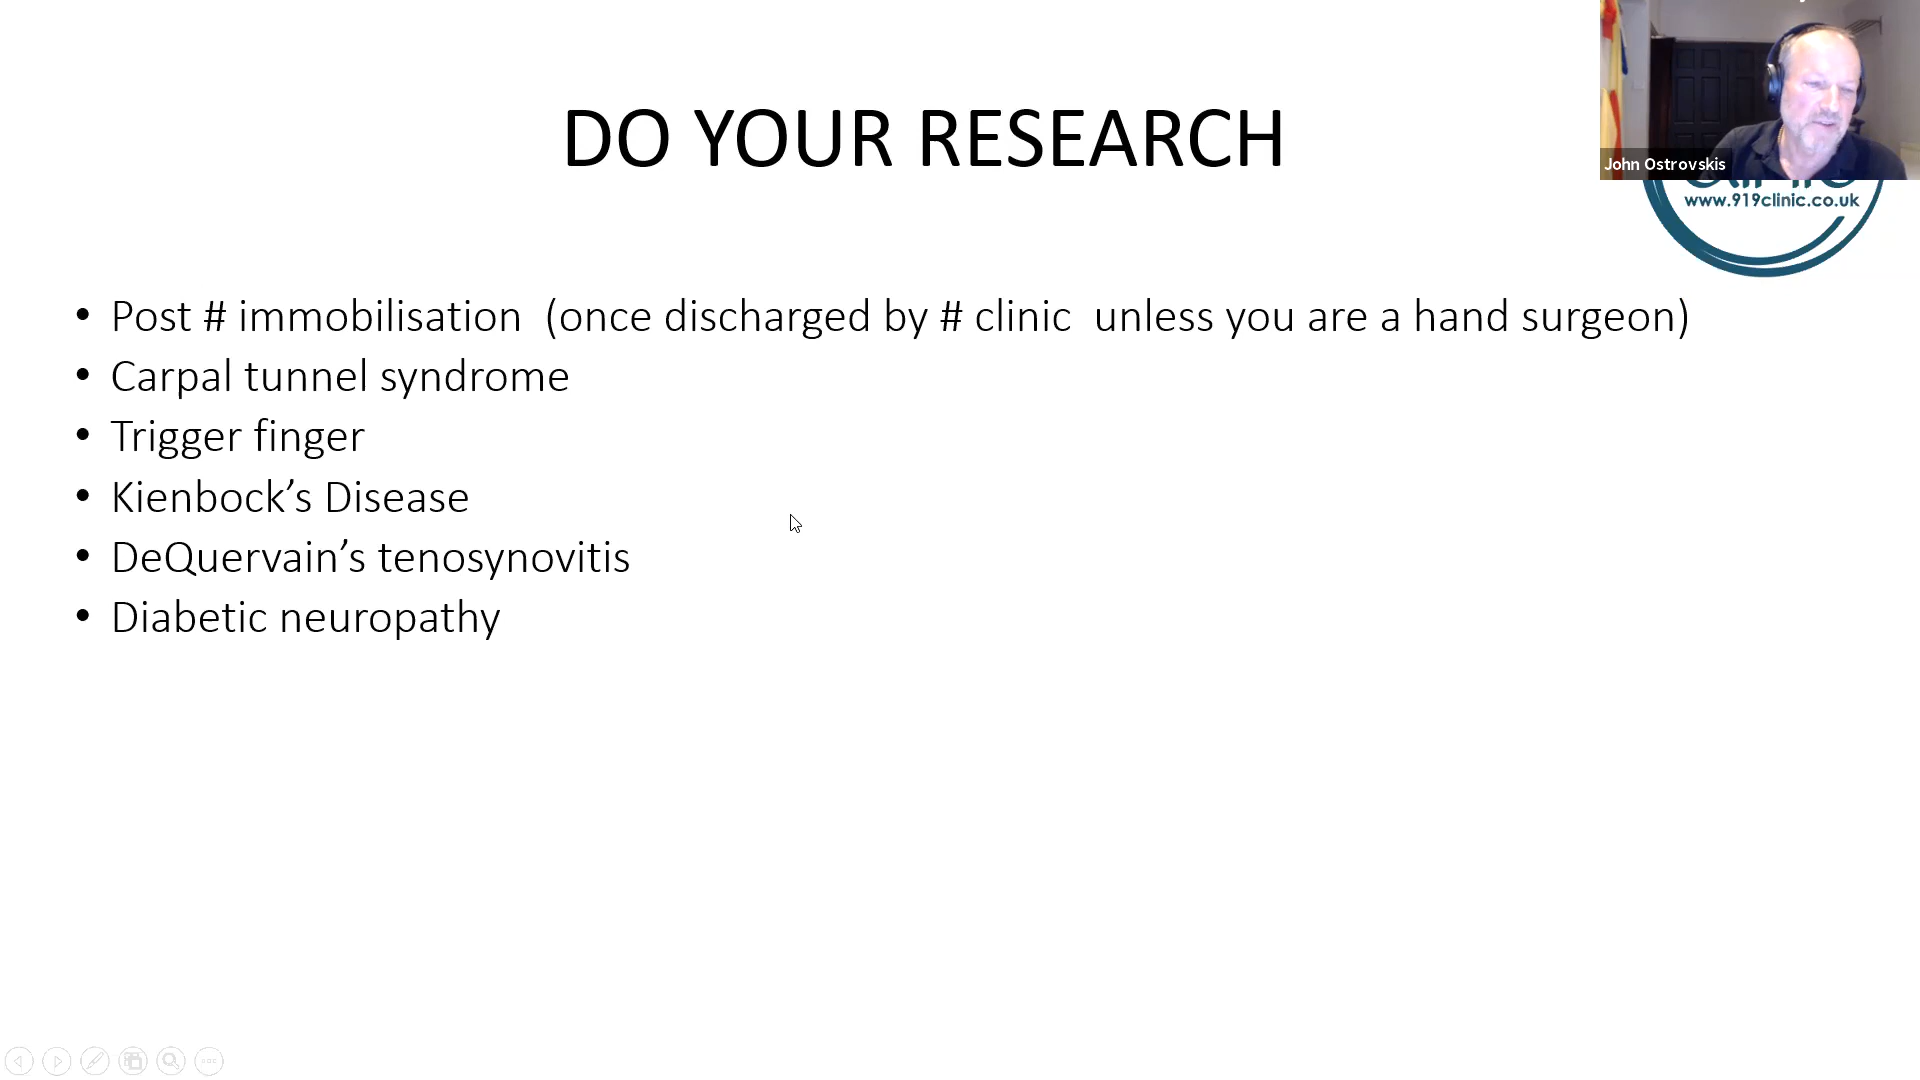 DO YOUR RESEARCH
John Ostrovskis
www.919clinic.co.uk
• Post # immobilisation  (once discharged by # clinic  unless you are a hand surgeon)
• Carpal tunnel syndrome
• Trigger finger
• Kienbock’s Disease
• DeQuervain’s tenosynovitis
• Diabetic neuropathy